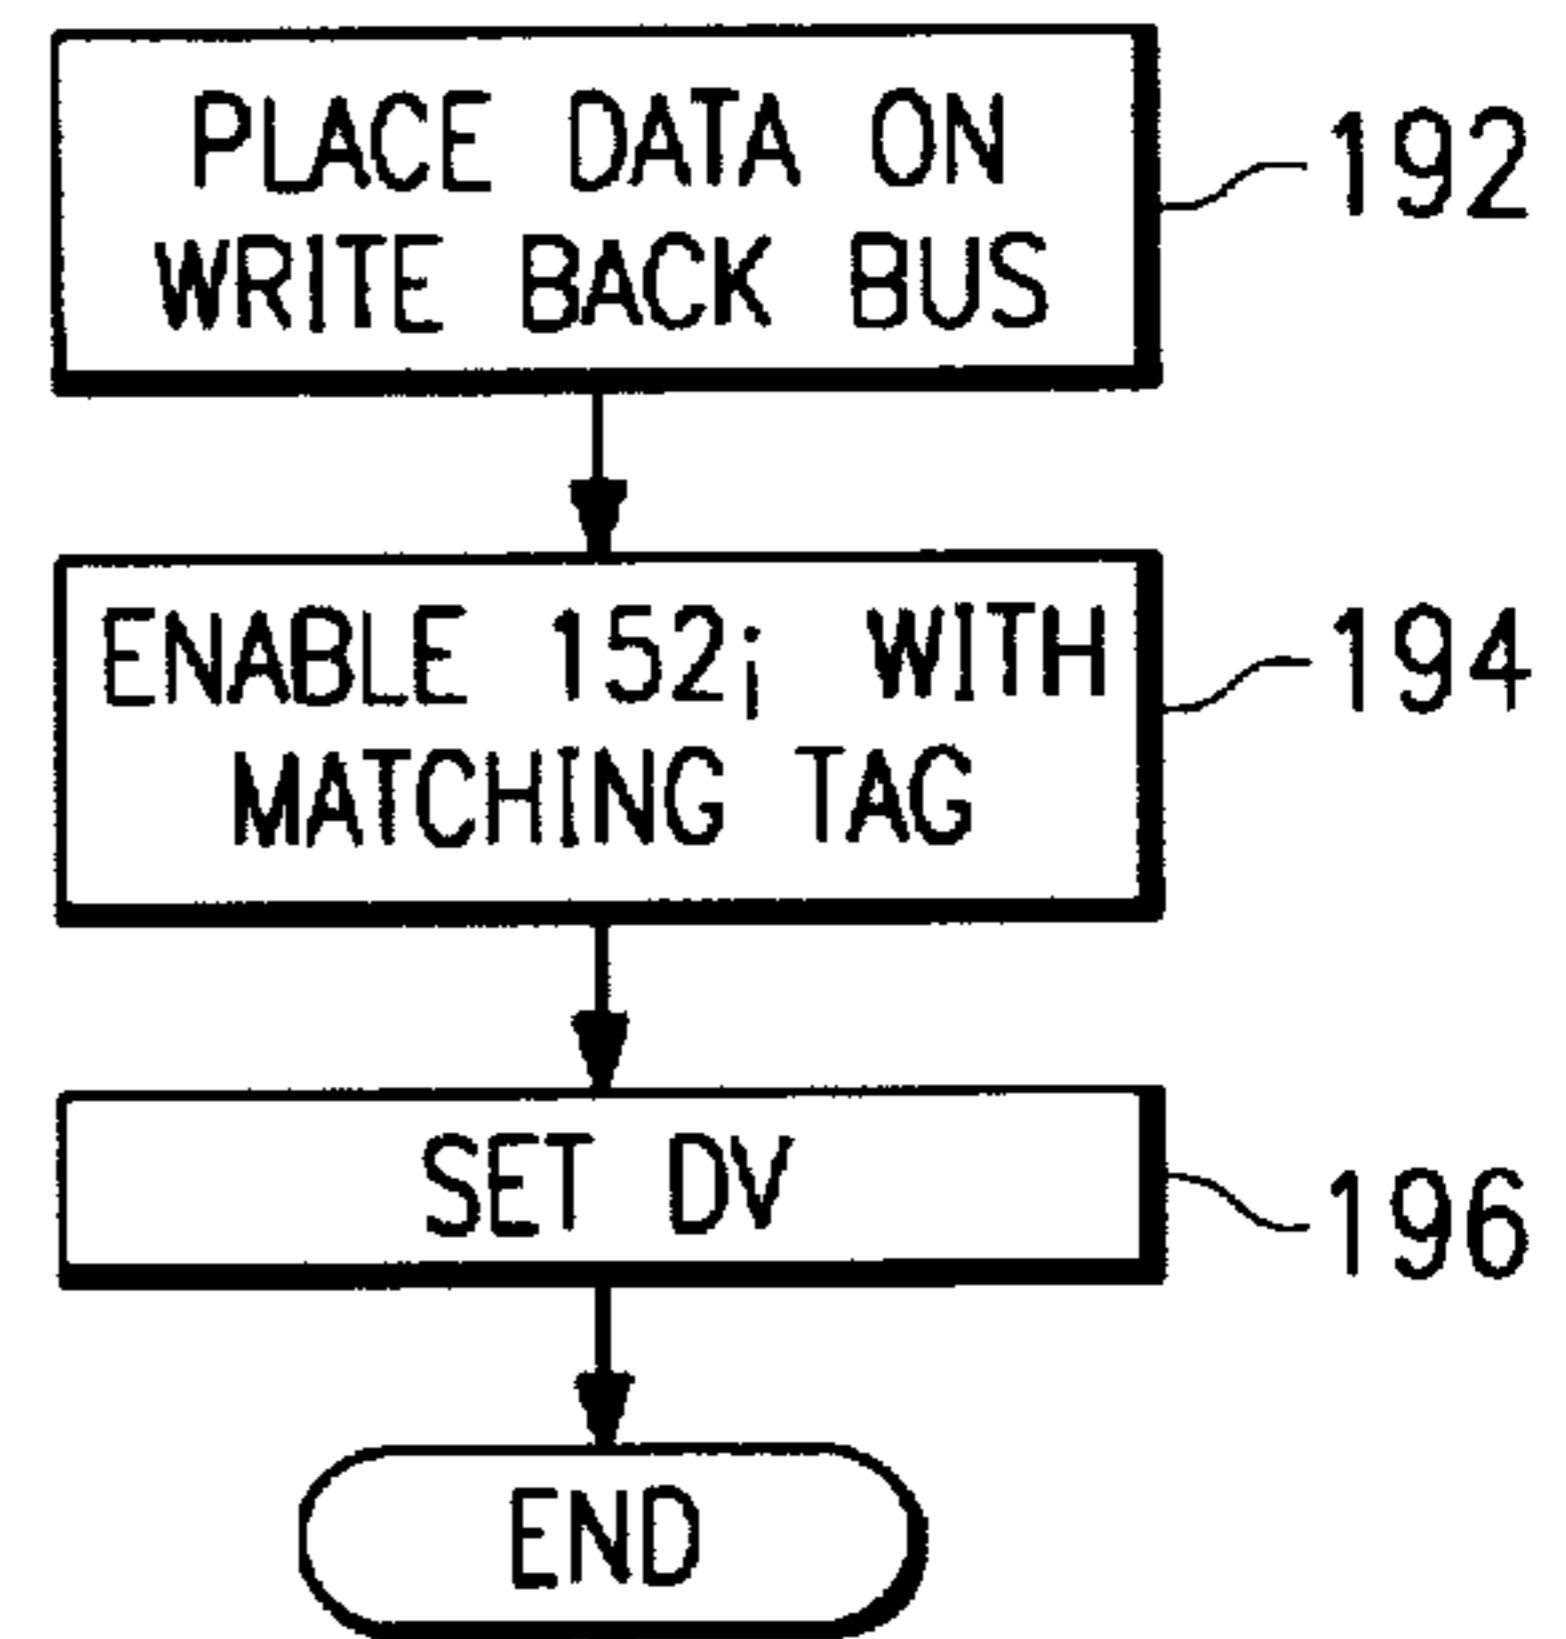 PLACE DATA ON
WRITE BACK BUS
192
ENABLE 152i WITH
MATCHING TAG
194
SET DV
196
END